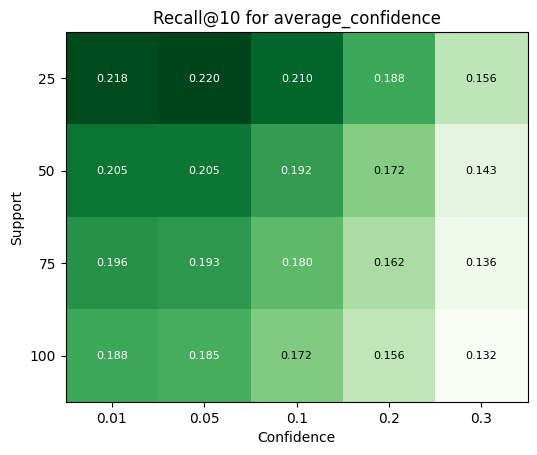 Recall@10 for average_confidence
25 0.218 0.220 0.210 0.188 0.156
50 0.205 0.205 0.192 0.172 0.143
75 0.196 0.193 0.180 0.162 0.136
100 0.188 0.185 0.172 0.156 0.132
Support
0.01 0.05 0.1 0.2 0.3
Confidence